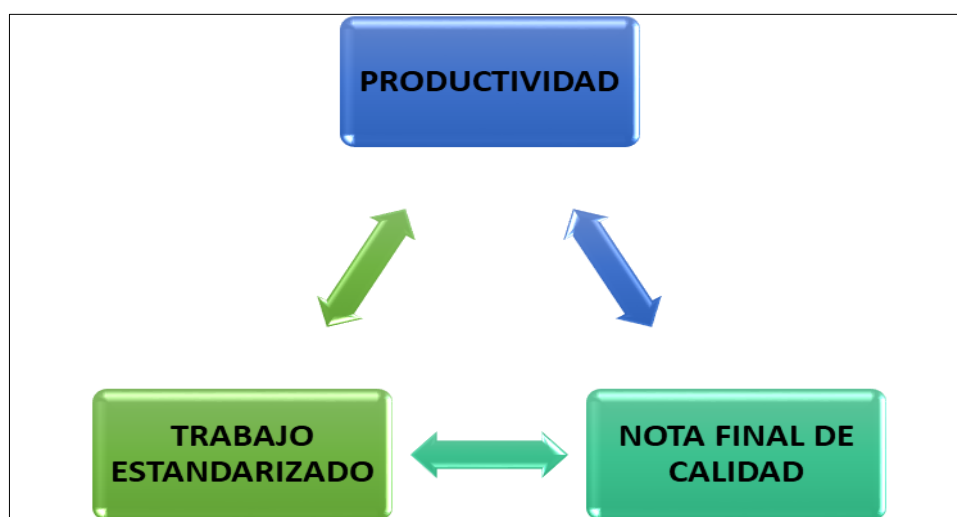 PRODUCTIVIDAD
TRABAJO
ESTANDARIZADO
NOTA FINAL DE
CALIDAD